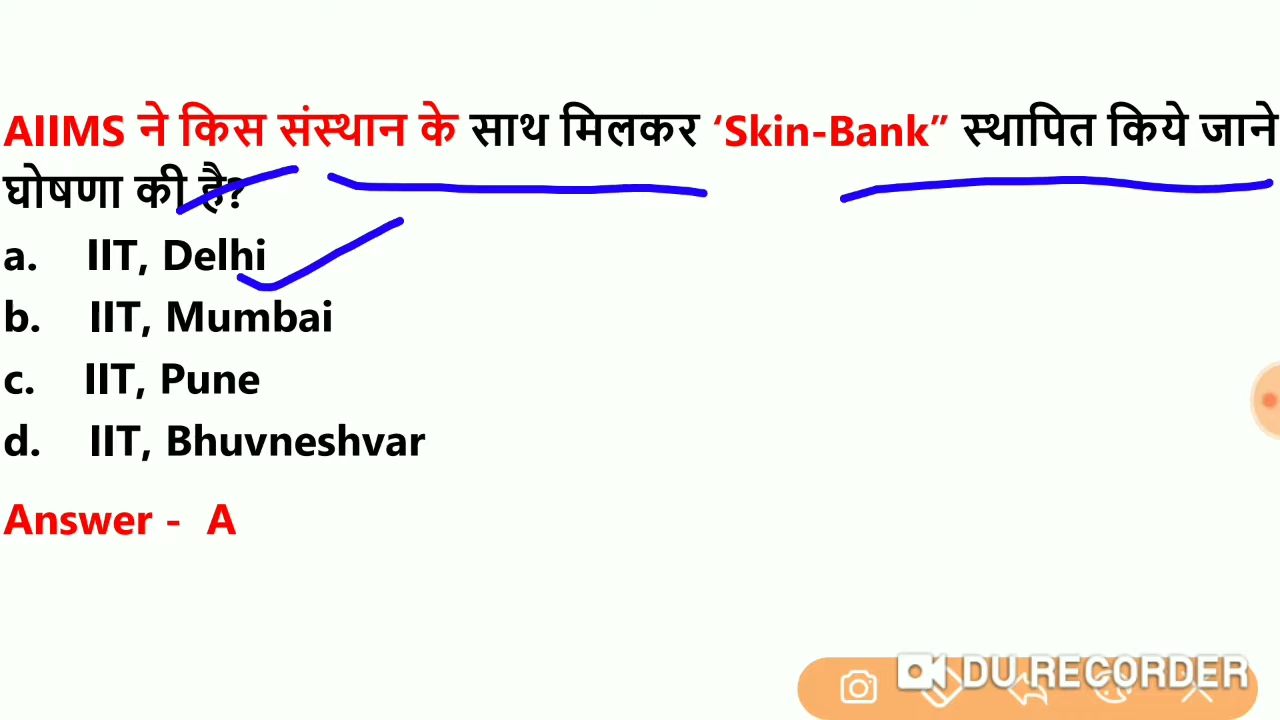 AIIMS ने किस संस्थान के साथ मिलकर ‘Skin-Bank” स्थापित किये जाने
घोषणा की है?
a. IIT, Delhi
b. IIT, Mumbai
c. IIT, Pune
d. IIT, Bhuvneshvar
Answer - A
DU RECORDER